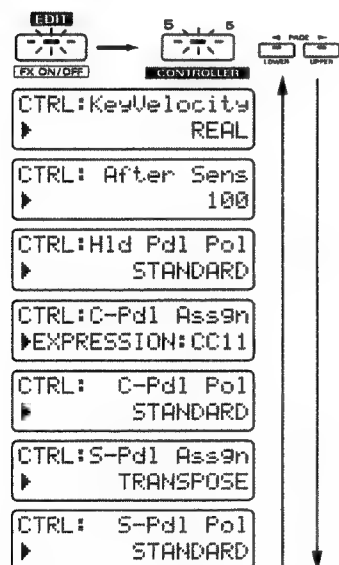 EDIT
5 5
FX ON/OFF
CONTROLLER
◄ PAGE ►
LOWER UPPER
CTRL:KeyVelocity
▶ REAL
CTRL: After Sens
▶ 100
CTRL:Hld Pdl Pol
▶ STANDARD
CTRL:C-Pdl Assgn
▶EXPRESSION:CC11
CTRL: C-Pdl Pol
▶ STANDARD
CTRL:S-Pdl Assgn
▶ TRANSPOSE
CTRL: S-Pdl Pol
▶ STANDARD